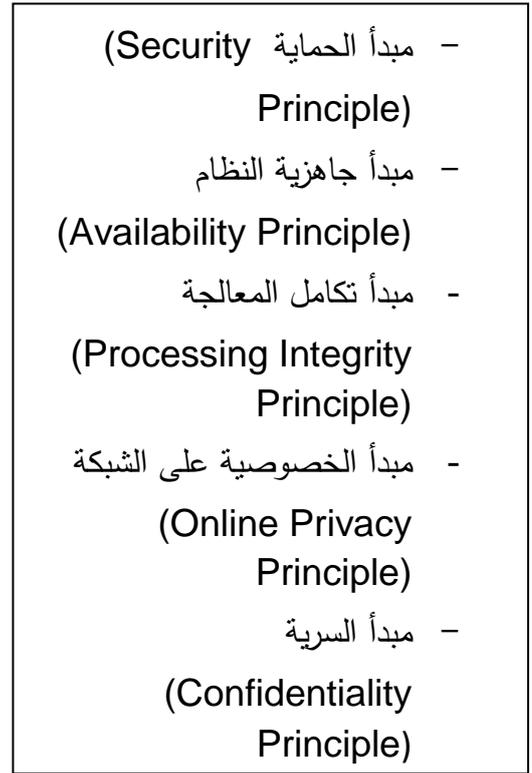 – مبدأ الحماية (Security
Principle)
– مبدأ جاهزية النظام
(Availability Principle)
- مبدأ تكامل المعالجة
(Processing Integrity
Principle)
- مبدأ الخصوصية على الشبكة
(Online Privacy
Principle)
– مبدأ السرية
(Confidentiality
Principle)